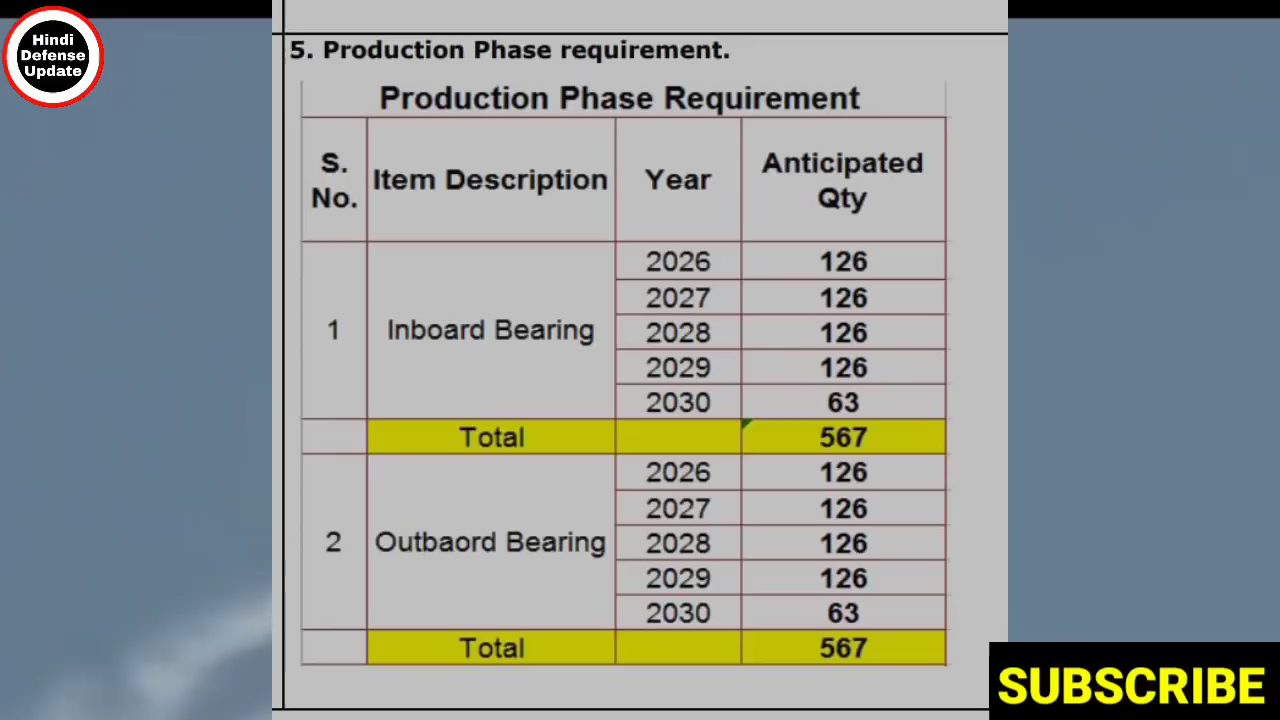 Hindi
Defense
Update
5. Production Phase requirement.
Production Phase Requirement
S. No. Item Description Year Anticipated Qty
1 Inboard Bearing
2026 126
2027 126
2028 126
2029 126
2030 63
Total 567
2 Outbaord Bearing
2026 126
2027 126
2028 126
2029 126
2030 63
Total 567
SUBSCRIBE